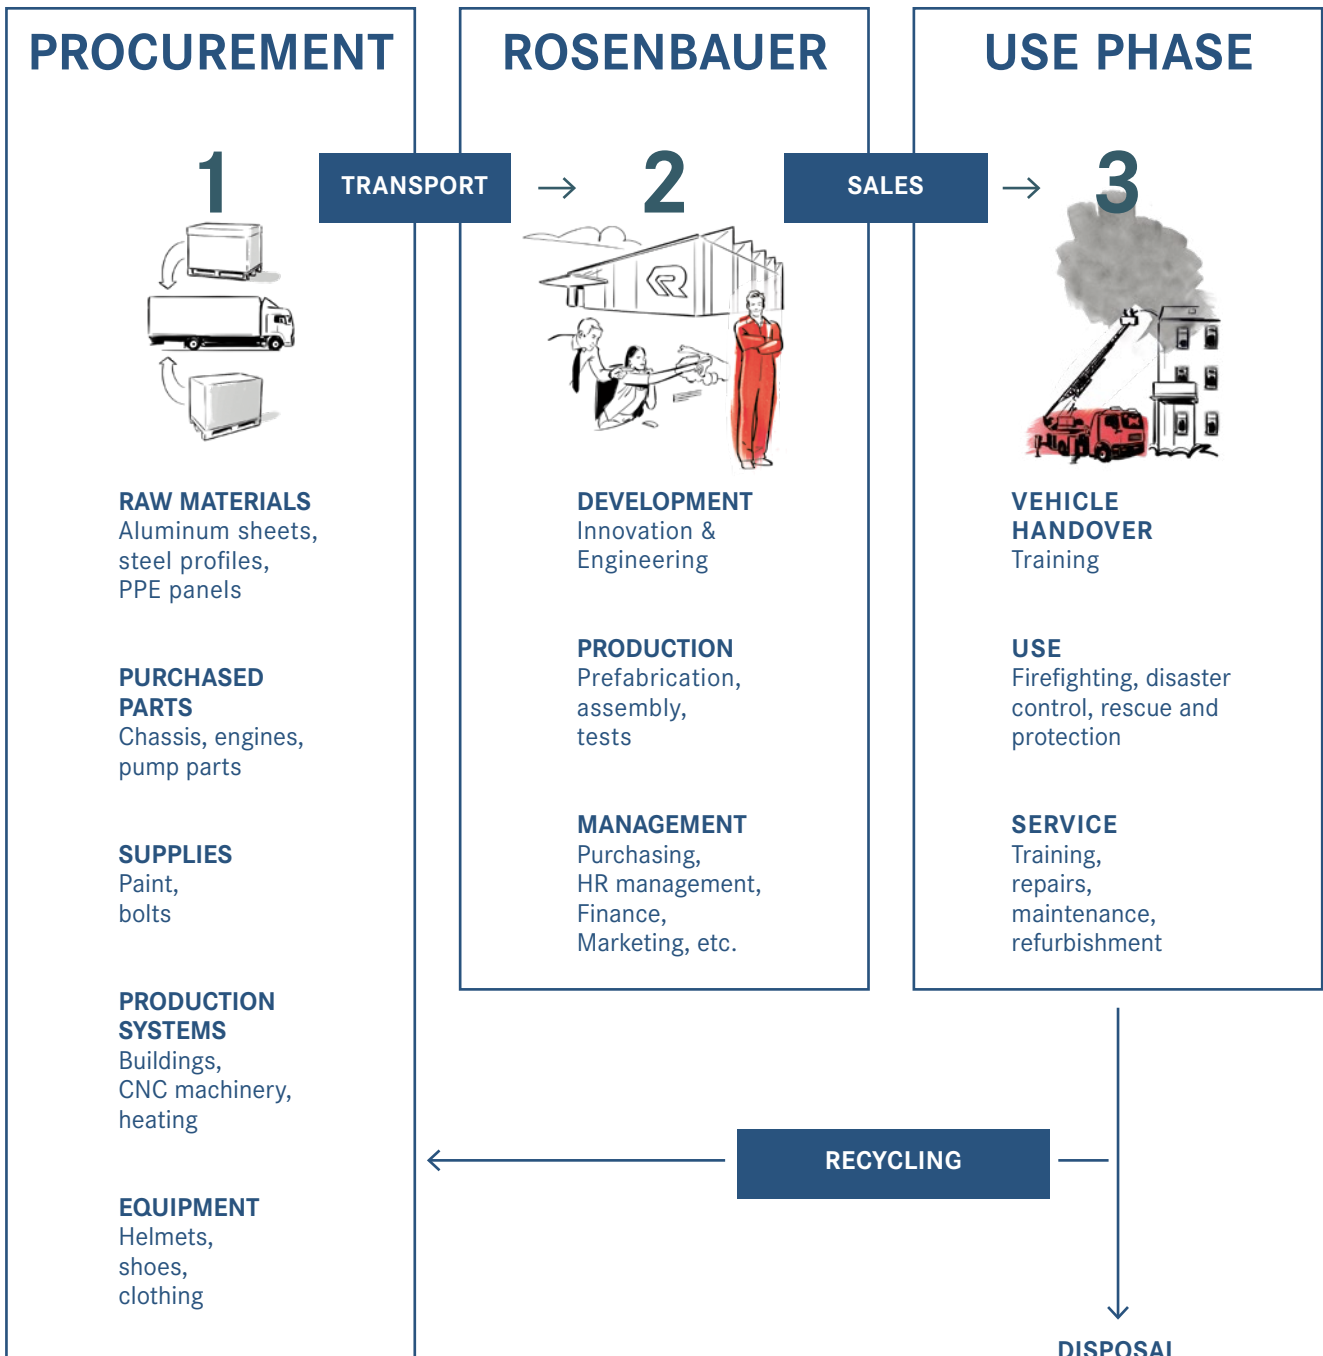 PROCUREMENT
1
TRANSPORT
RAW MATERIALS
Aluminum sheets,
steel profiles,
PPE panels
PURCHASED
PARTS
Chassis, engines,
pump parts
SUPPLIES
Paint,
bolts
PRODUCTION
SYSTEMS
Buildings,
CNC machinery,
heating
EQUIPMENT
Helmets,
shoes,
clothing
ROSENBAUER
2
SALES
R
DEVELOPMENT
Innovation &
Engineering
PRODUCTION
Prefabrication,
assembly,
tests
MANAGEMENT
Purchasing,
HR management,
Finance,
Marketing, etc.
USE PHASE
3
VEHICLE
HANDOVER
Training
USE
Firefighting, disaster
control, rescue and
protection
SERVICE
Training,
repairs,
maintenance,
refurbishment
RECYCLING
DISPOSAL